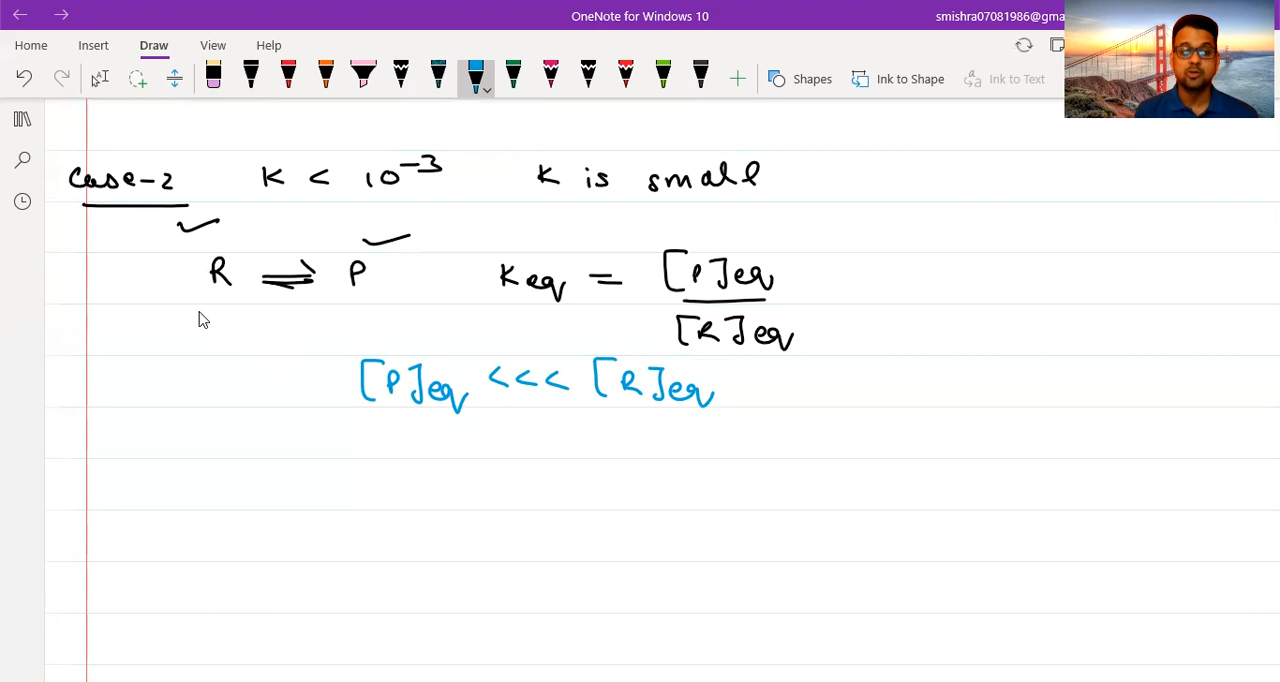 OneNote for Windows 10
smishra07081986@gma
Home Insert Draw View Help
Shapes Ink to Shape Ink to Text
Case-2 K < 10⁻³ K is small
R ⇌ P Keq = [P]eq
[R]eq
[P]eq <<< [R]eq